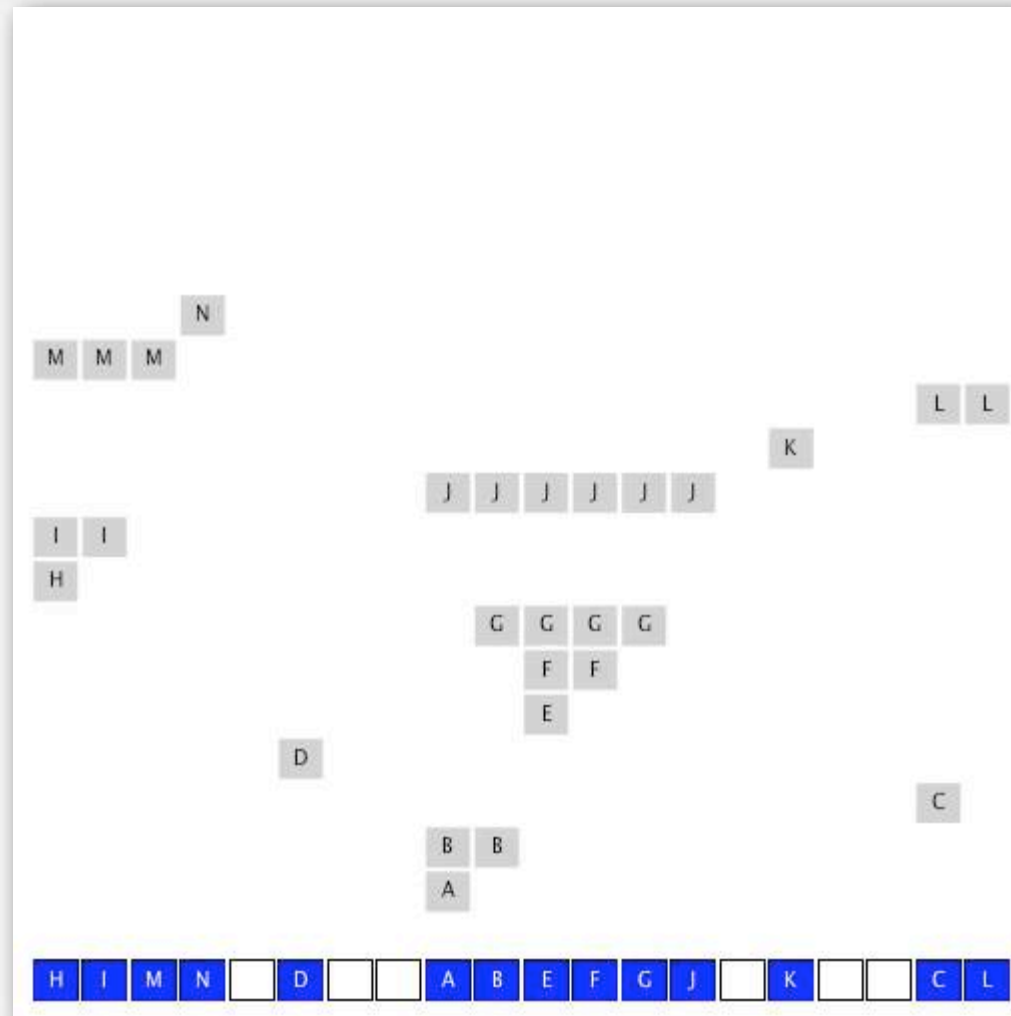 N
M M M
L L
K
J J J J J J
I I
H
G G G G
F F
E
D
C
B B
A
H I M N D A B E F G J K C L